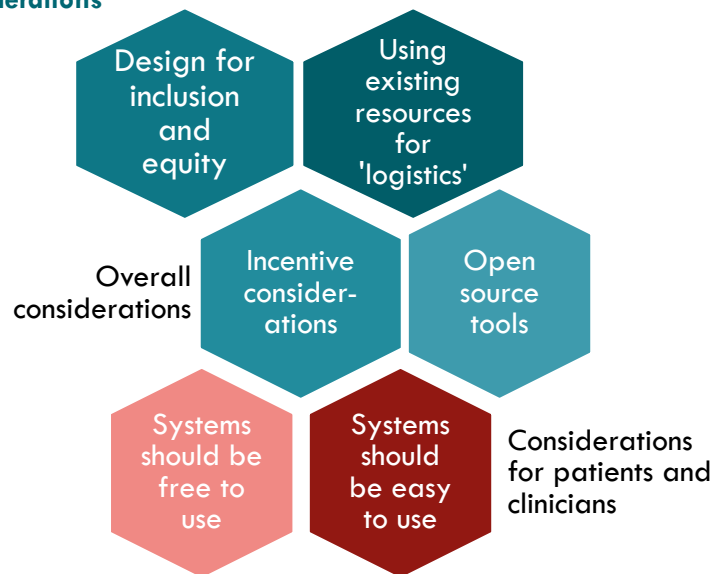 Design for
inclusion
and
equity
Using
existing
resources
for
'logistics'
Overall
considerations
Incentive
consider-
ations
Open
source
tools
Systems
should be
free to
use
Systems
should
be easy
to use
Considerations
for patients and
clinicians